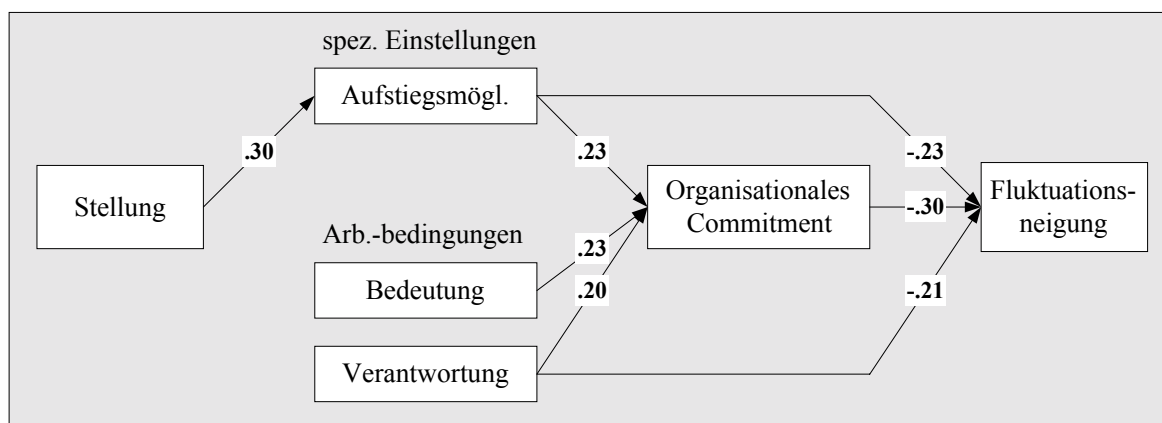 spez. Einstellungen
Aufstiegsmögl.
.30
.23
-.23
Stellung
Organisationales
Commitment
-.30
Fluktuations-
neigung
Arb.-bedingungen
.23
Bedeutung
.20
-.21
Verantwortung